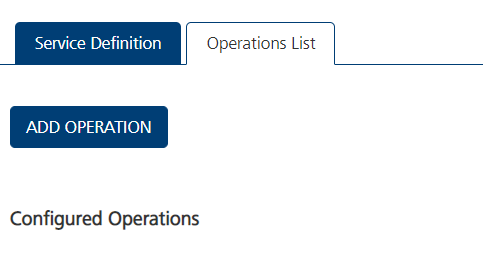 Service Definition
Operations List
ADD OPERATION
Configured Operations